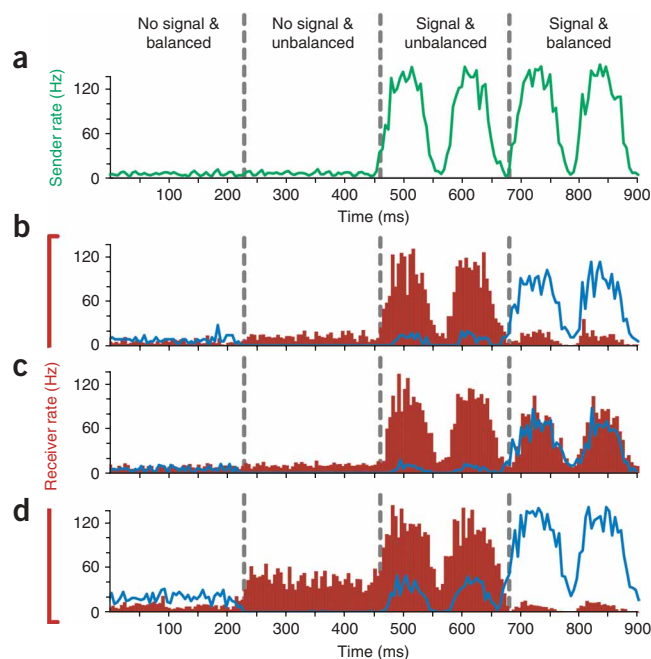 No signal & balanced
No signal & unbalanced
Signal & unbalanced
Signal & balanced
a
Sender rate (Hz)
120
60
0
100 200 300 400 500 600 700 800 900
Time (ms)
Receiver rate (Hz)
b
120
60
0
c
120
60
0
d
120
60
0
100 200 300 400 500 600 700 800 900
Time (ms)